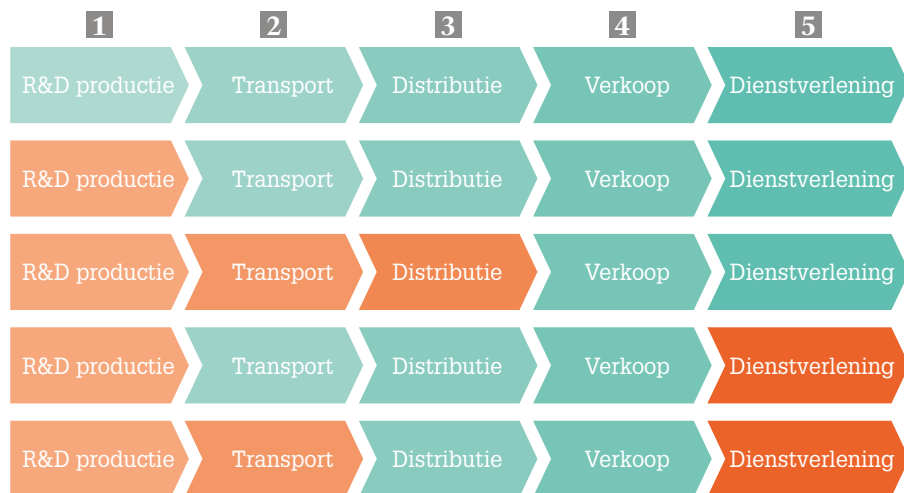 1 2 3 4 5
R&D productie Transport Distributie Verkoop Dienstverlening
R&D productie Transport Distributie Verkoop Dienstverlening
R&D productie Transport Distributie Verkoop Dienstverlening
R&D productie Transport Distributie Verkoop Dienstverlening
R&D productie Transport Distributie Verkoop Dienstverlening